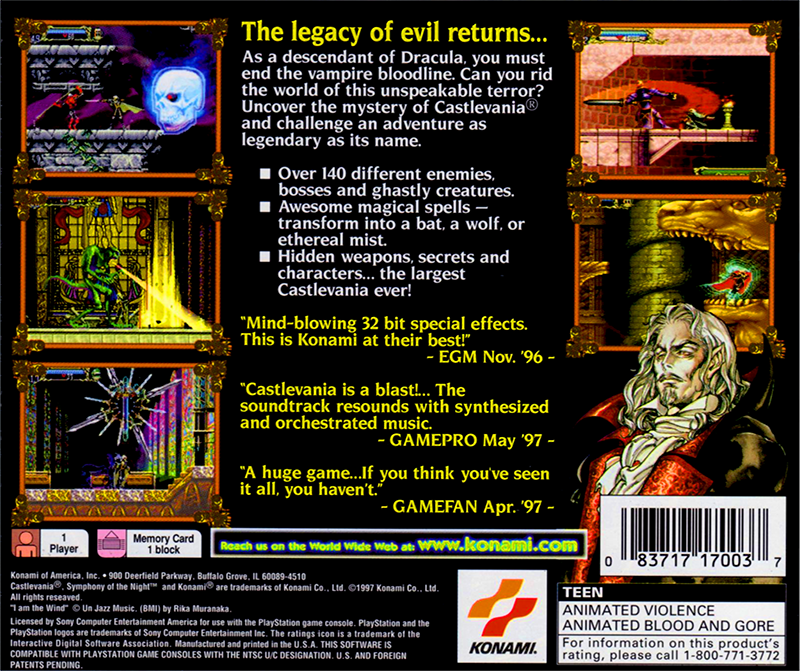 The legacy of evil returns...
As a descendant of Dracula, you must
end the vampire bloodline. Can you rid
the world of this unspeakable terror?
Uncover the mystery of Castlevania®
and challenge an adventure as
legendary as its name.
■ Over 140 different enemies,
bosses and ghastly creatures.
■ Awesome magical spells —
transform into a bat, a wolf, or
ethereal mist.
■ Hidden weapons, secrets and
characters... the largest
Castlevania ever!
"Mind-blowing 32 bit special effects.
This is Konami at their best!"
- EGM Nov. '96 -
"Castlevania is a blast!... The
soundtrack resounds with synthesized
and orchestrated music.
- GAMEPRO May '97 -
"A huge game...If you think you've seen
it all, you haven't."
- GAMEFAN Apr. '97 -
1
Player
Memory Card
1 block
Reach us on the World Wide Web at: www.konami.com
0 83717 17003 7
Konami of America, Inc. • 900 Deerfield Parkway, Buffalo Grove, IL 60089-4510
Castlevania®, Symphony of the Night™ and Konami® are trademarks of Konami Co., Ltd. ©1997 Konami Co., Ltd.
All rights reserved.
"I am the Wind" © Un Jazz Music. (BMI) by Rika Muranaka.
Licensed by Sony Computer Entertainment America for use with the PlayStation game console. PlayStation and the
PlayStation logos are trademarks of Sony Computer Entertainment Inc. The ratings icon is a trademark of the
Interactive Digital Software Association. Manufactured and printed in the U.S.A. THIS SOFTWARE IS
COMPATIBLE WITH PLAYSTATION GAME CONSOLES WITH THE NTSC U/C DESIGNATION. U.S. AND FOREIGN
PATENTS PENDING.
KONAMI.
TEEN
ANIMATED VIOLENCE
ANIMATED BLOOD AND GORE
For information on this product's
rating, please call 1-800-771-3772